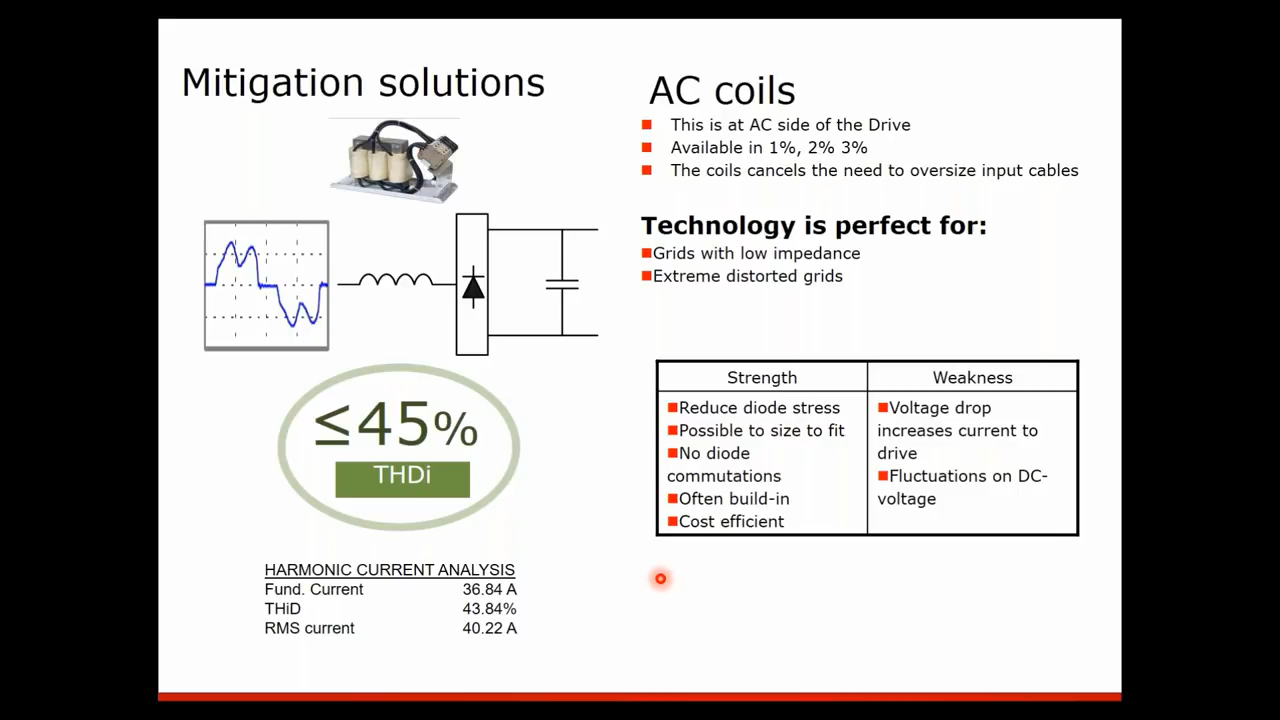 Mitigation solutions
AC coils
■ This is at AC side of the Drive
■ Available in 1%, 2% 3%
■ The coils cancels the need to oversize input cables
Technology is perfect for:
■Grids with low impedance
■Extreme distorted grids
≤45%
THDi
Strength
■Reduce diode stress
■Possible to size to fit
■No diode
commutations
■Often build-in
■Cost efficient
Weakness
■Voltage drop
increases current to
drive
■Fluctuations on DC-
voltage
HARMONIC CURRENT ANALYSIS
Fund. Current 36.84 A
THiD 43.84%
RMS current 40.22 A